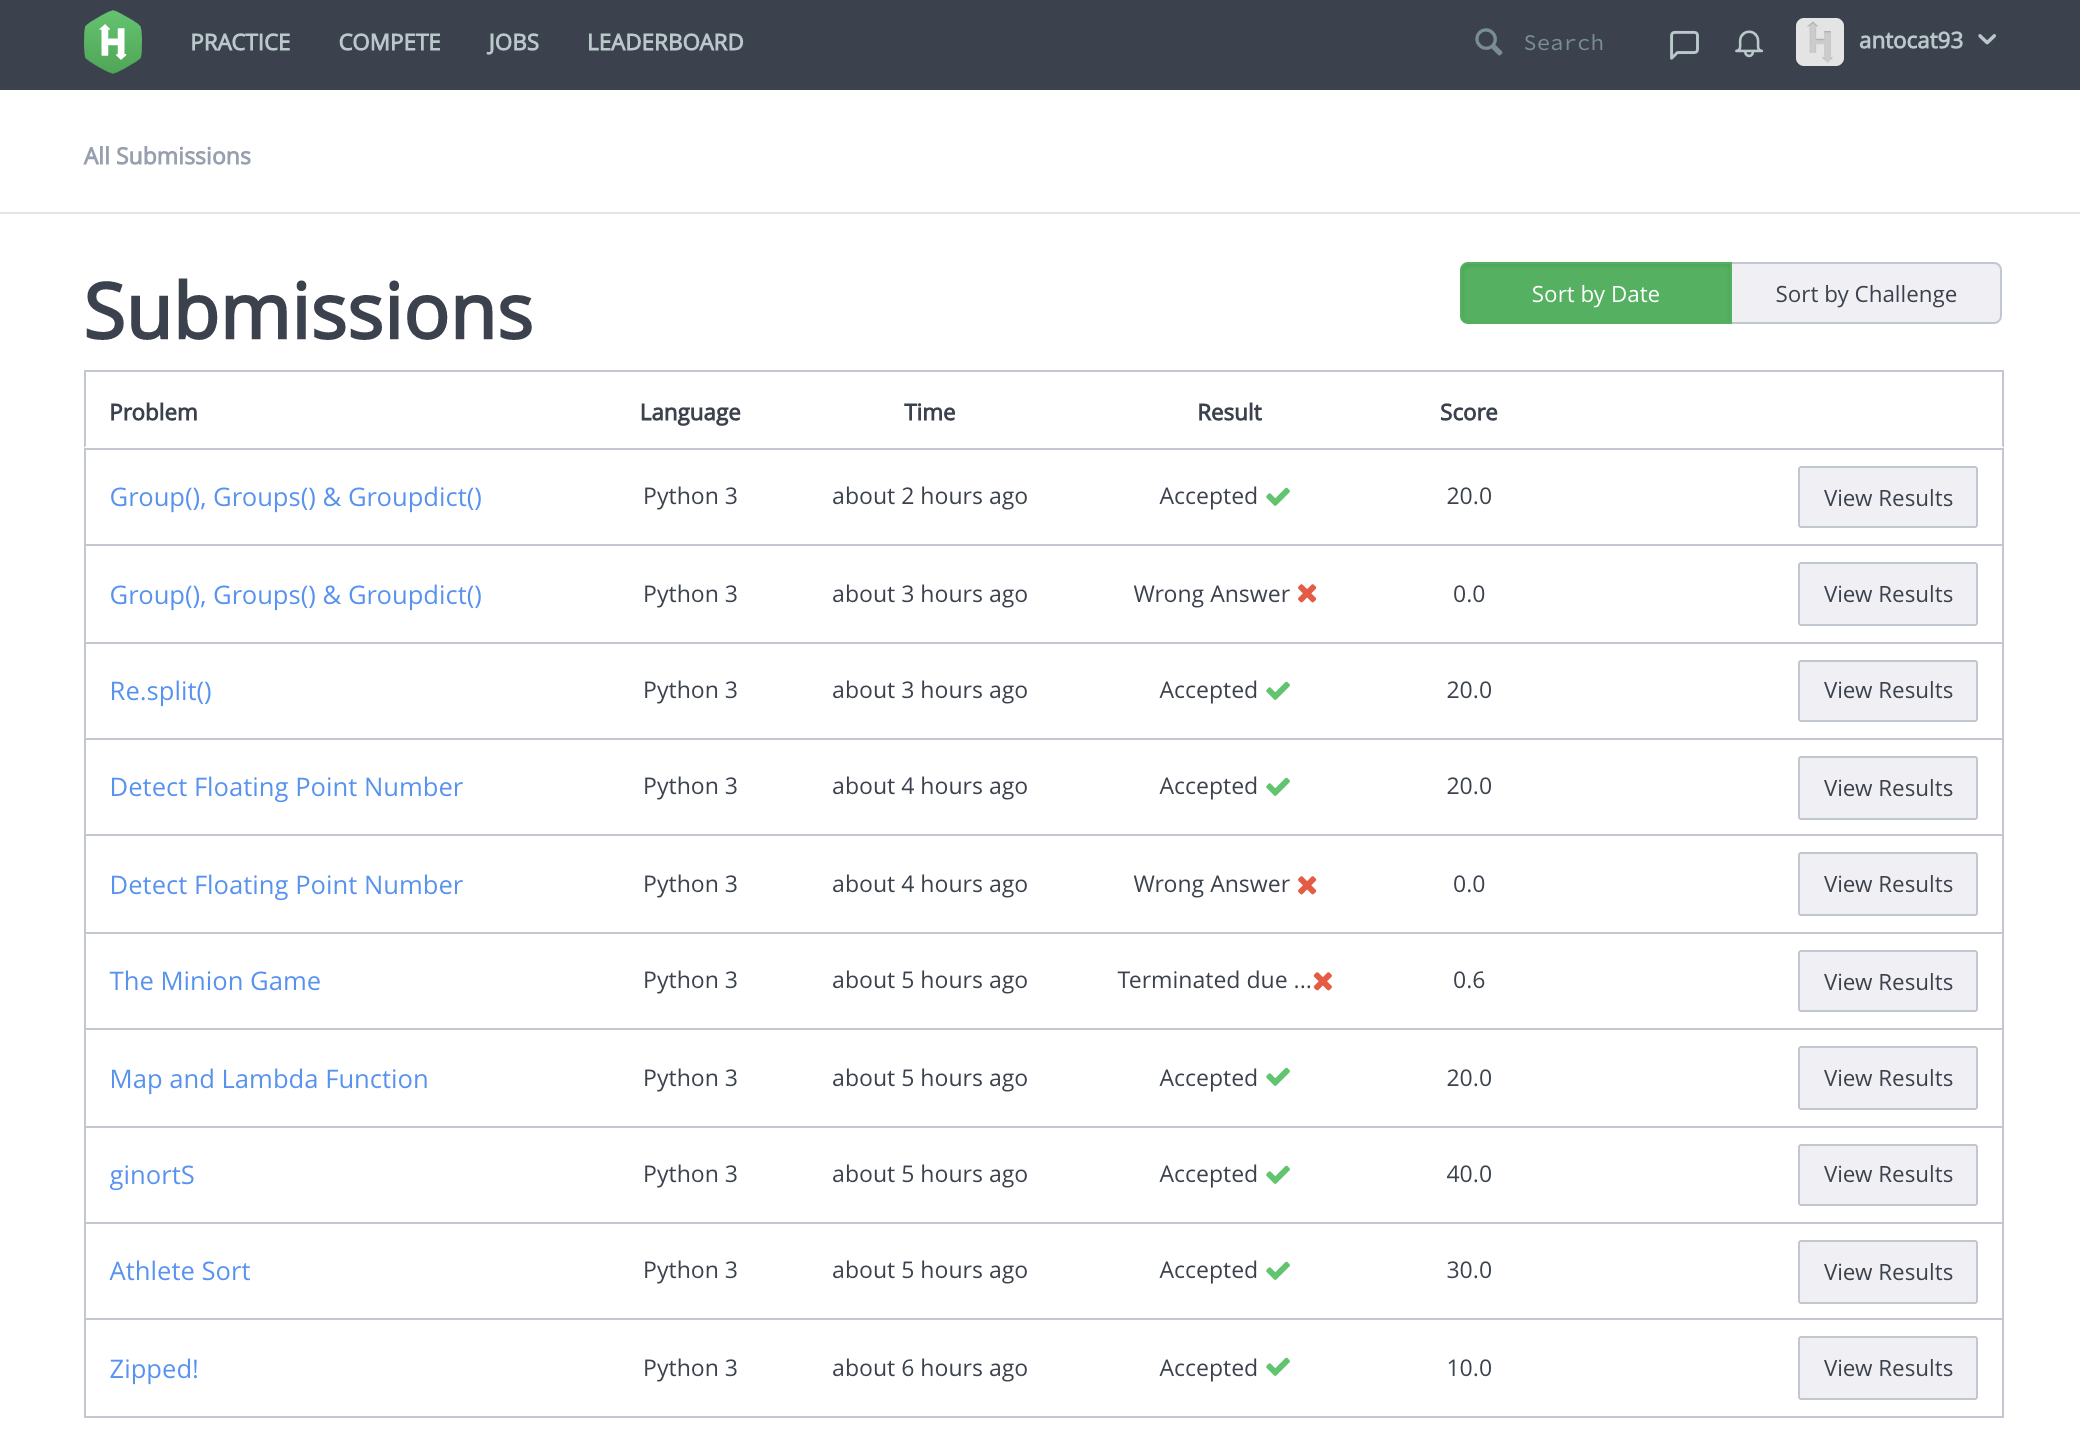 H PRACTICE COMPETE JOBS LEADERBOARD Search H antocat93
All Submissions
Submissions Sort by Date Sort by Challenge
Problem Language Time Result Score
Group(), Groups() & Groupdict() Python 3 about 2 hours ago Accepted 20.0 View Results
Group(), Groups() & Groupdict() Python 3 about 3 hours ago Wrong Answer 0.0 View Results
Re.split() Python 3 about 3 hours ago Accepted 20.0 View Results
Detect Floating Point Number Python 3 about 4 hours ago Accepted 20.0 View Results
Detect Floating Point Number Python 3 about 4 hours ago Wrong Answer 0.0 View Results
The Minion Game Python 3 about 5 hours ago Terminated due ... 0.6 View Results
Map and Lambda Function Python 3 about 5 hours ago Accepted 20.0 View Results
ginortS Python 3 about 5 hours ago Accepted 40.0 View Results
Athlete Sort Python 3 about 5 hours ago Accepted 30.0 View Results
Zipped! Python 3 about 6 hours ago Accepted 10.0 View Results